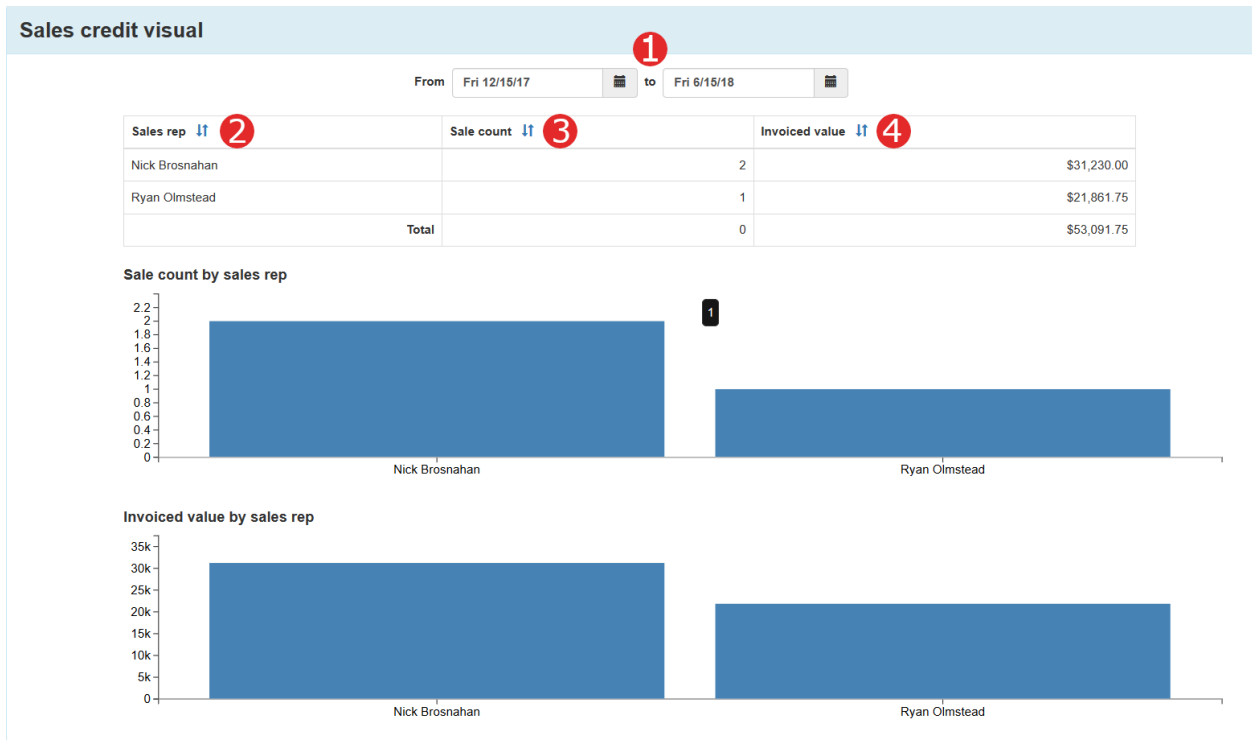 Sales credit visual
1
From Fri 12/15/17 to Fri 6/15/18
Sales rep 2 Sale count 3 Invoiced value 4
Nick Brosnahan 2 $31,230.00
Ryan Olmstead 1 $21,861.75
Total 0 $53,091.75
Sale count by sales rep
2.2
1
2
1.8
1.6
1.4
1.2
1
0.8
0.6
0.4
0.2
0
Nick Brosnahan Ryan Olmstead
Invoiced value by sales rep
35k
30k
25k
20k
15k
10k
5k
0
Nick Brosnahan Ryan Olmstead